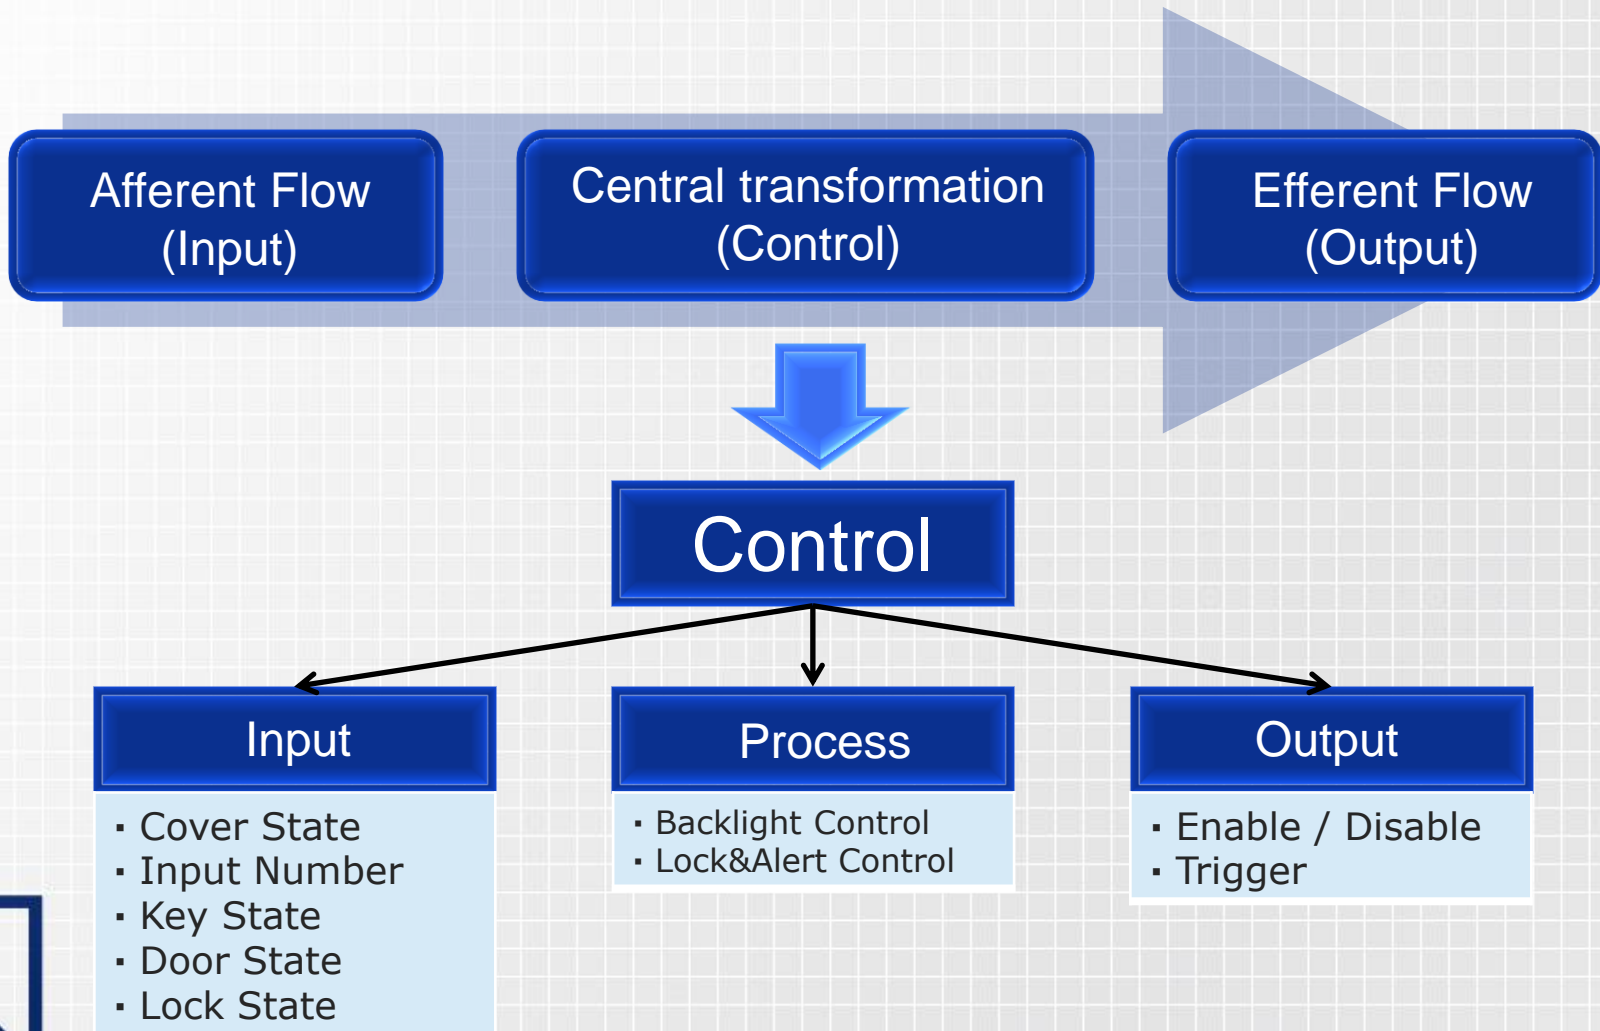 Afferent Flow
(Input)
Central transformation
(Control)
Efferent Flow
(Output)
Control
Input
· Cover State
· Input Number
· Key State
· Door State
· Lock State
Process
· Backlight Control
· Lock&Alert Control
Output
· Enable / Disable
· Trigger